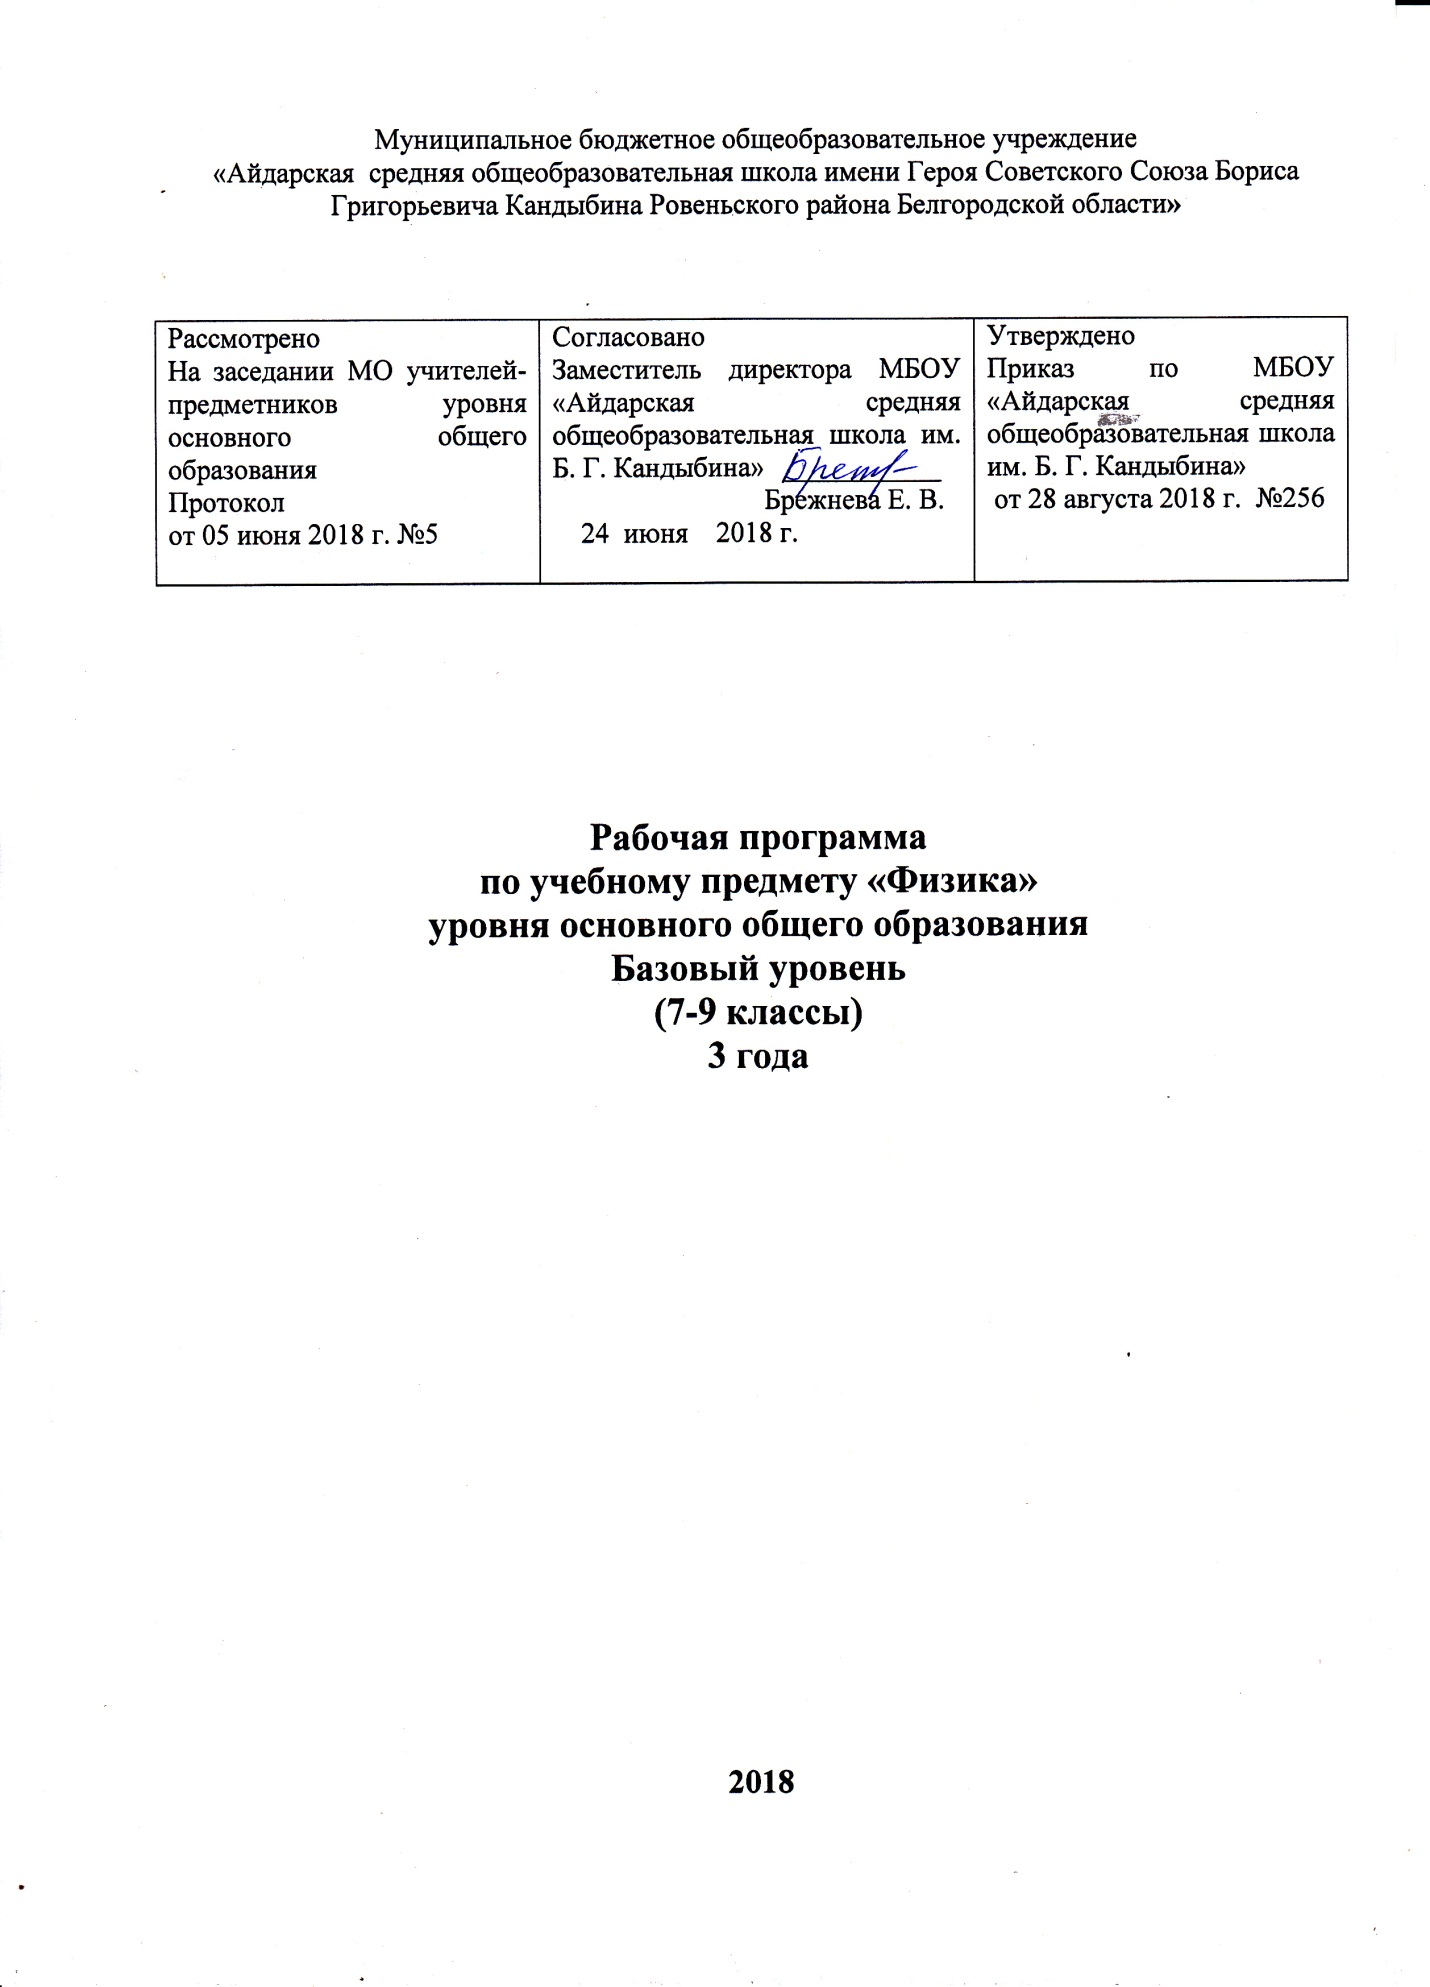 Муниципальное бюджетное общеобразовательное учреждение
«Айдарская средняя общеобразовательная школа имени Героя Советского Союза Бориса
Григорьевича Кандыбина Ровеньского района Белгородской области»
Рассмотрено
На заседании МО учителей-
предметников уровня
основного общего
образования
Протокол
от 05 июня 2018 г. №5
Согласовано
Заместитель директора МБОУ
«Айдарская средняя
общеобразовательная школа им.
Б. Г. Кандыбина»
Брежнева Е. В.
24 июня 2018 г.
Утверждено
Приказ по МБОУ
«Айдарская средняя
общеобразовательная школа
им. Б. Г. Кандыбина»
от 28 августа 2018 г. №256
Рабочая программа
по учебному предмету «Физика»
уровня основного общего образования
Базовый уровень
(7-9 классы)
3 года
2018